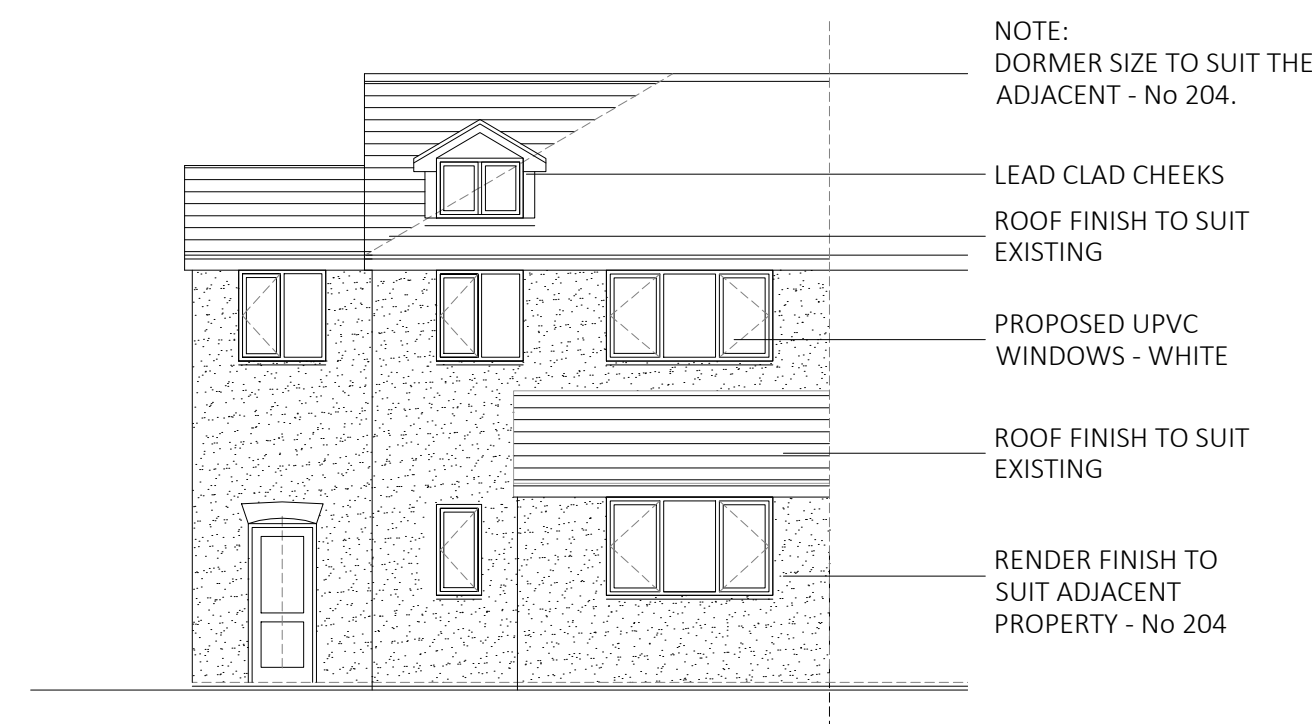 NOTE:
DORMER SIZE TO SUIT THE
ADJACENT - No 204.
LEAD CLAD CHEEKS
ROOF FINISH TO SUIT
EXISTING
PROPOSED UPVC
WINDOWS - WHITE
ROOF FINISH TO SUIT
EXISTING
RENDER FINISH TO
SUIT ADJACENT
PROPERTY - No 204